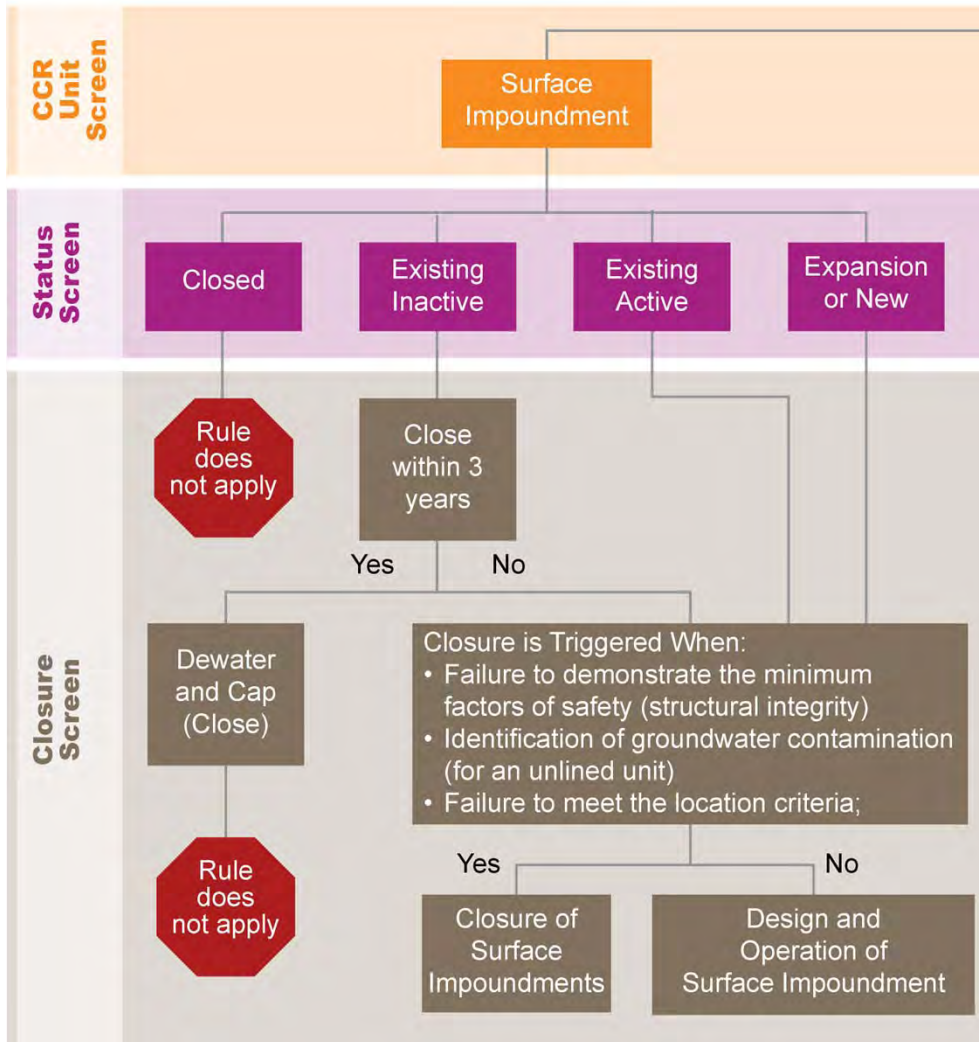 CCR
Unit
Screen
Surface
Impoundment
Status
Screen
Closed
Existing
Inactive
Existing
Active
Expansion
or New
Closure
Screen
Rule
does
not apply
Close
within 3
years
Yes
No
Dewater
and Cap
(Close)
Closure is Triggered When:
• Failure to demonstrate the minimum
factors of safety (structural integrity)
• Identification of groundwater contamination
(for an unlined unit)
• Failure to meet the location criteria;
Rule
does
not apply
Yes
No
Closure of
Surface
Impoundments
Design and
Operation of
Surface Impoundment